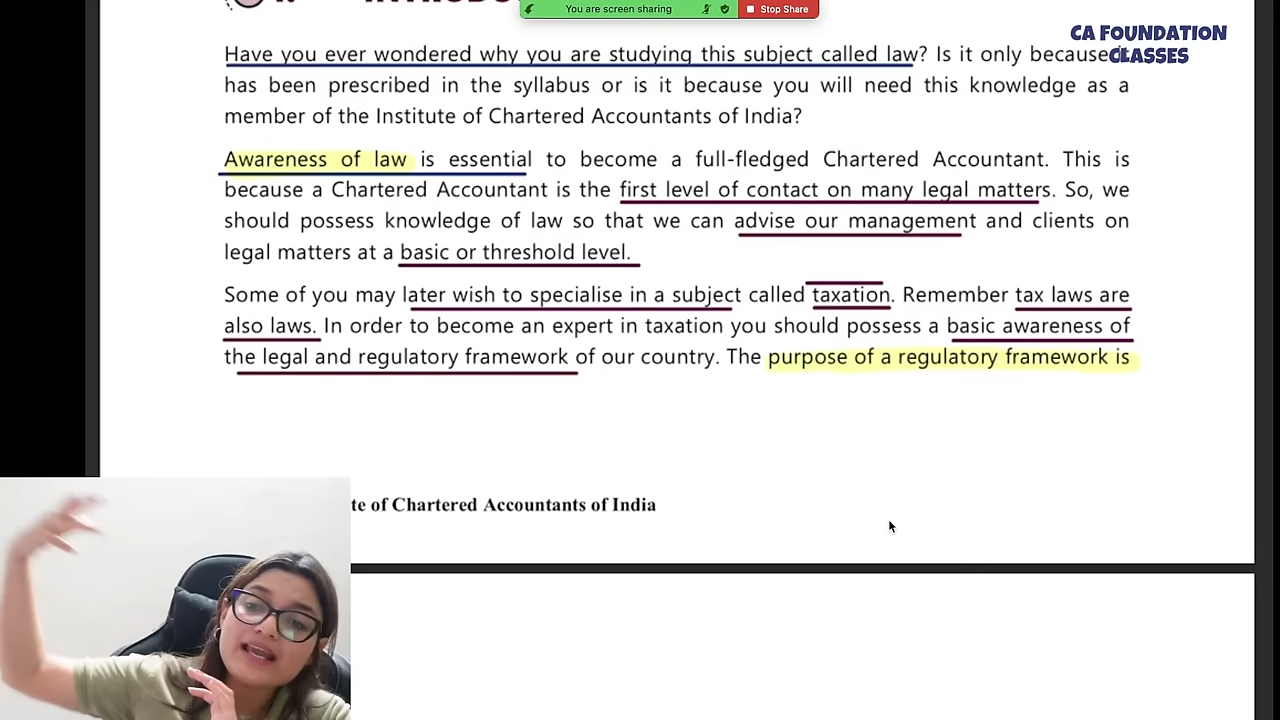 You are screen sharing
Stop Share
CA FOUNDATION
CLASSES
Have you ever wondered why you are studying this subject called law? Is it only because
has been prescribed in the syllabus or is it because you will need this knowledge as a
member of the Institute of Chartered Accountants of India?
Awareness of law is essential to become a full-fledged Chartered Accountant. This is
because a Chartered Accountant is the first level of contact on many legal matters. So, we
should possess knowledge of law so that we can advise our management and clients on
legal matters at a basic or threshold level.
Some of you may later wish to specialise in a subject called taxation. Remember tax laws are
also laws. In order to become an expert in taxation you should possess a basic awareness of
the legal and regulatory framework of our country. The purpose of a regulatory framework is
te of Chartered Accountants of India